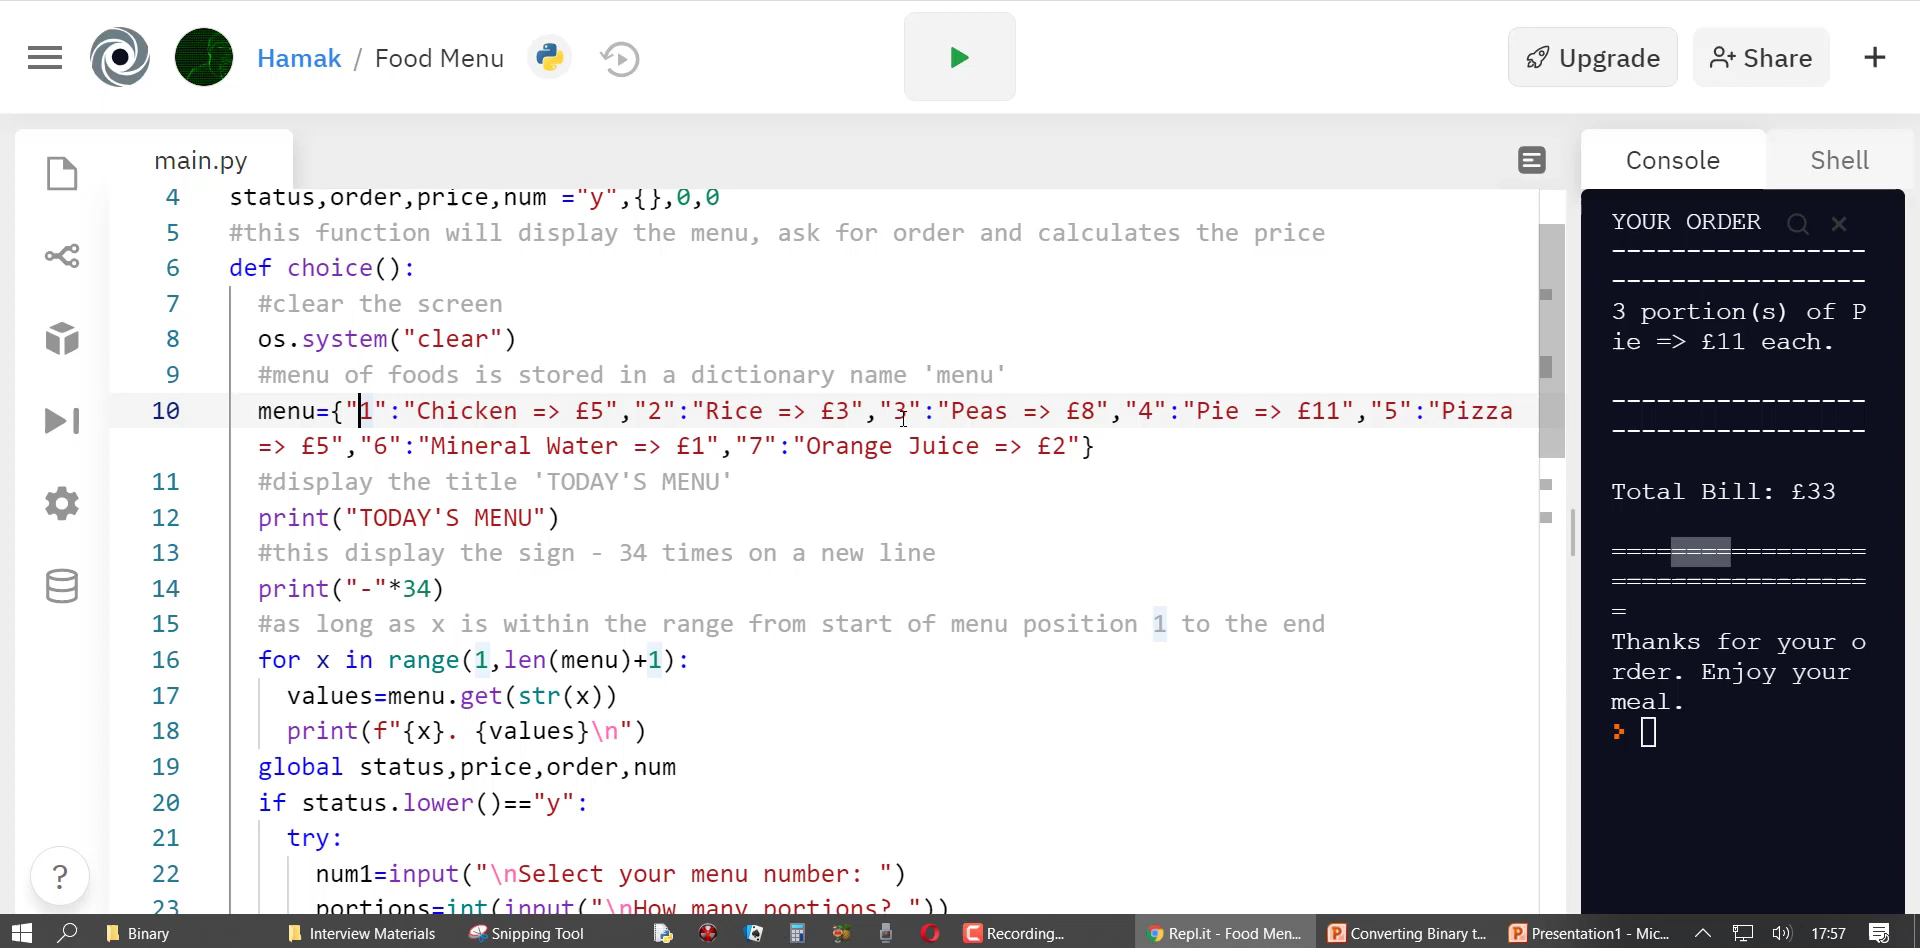 Hamak / Food Menu
Upgrade
Share
+
main.py
Console
Shell
4 status,order,price,num ="y",{},0,0
5 #this function will display the menu, ask for order and calculates the price
6 def choice():
7 #clear the screen
8 os.system("clear")
9 #menu of foods is stored in a dictionary name 'menu'
10 menu={"1":"Chicken => £5","2":"Rice => £3","3":"Peas => £8","4":"Pie => £11","5":"Pizza
=> £5","6":"Mineral Water => £1","7":"Orange Juice => £2"}
11 #display the title 'TODAY'S MENU'
12 print("TODAY'S MENU")
13 #this display the sign - 34 times on a new line
14 print("-"*34)
15 #as long as x is within the range from start of menu position 1 to the end
16 for x in range(1,len(menu)+1):
17 values=menu.get(str(x))
18 print(f"{x}. {values}\n")
19 global status,price,order,num
20 if status.lower()=="y":
21 try:
22 num1=input("\nSelect your menu number: ")
23 portions=int(input("\nHow many portions? "))
YOUR ORDER
-----------------
-----------------
3 portion(s) of P
ie => £11 each.
-----------------
-----------------
Total Bill: £33
=================
=================
=
Thanks for your o
rder. Enjoy your
meal.
?
Binary
Interview Materials
Snipping Tool
Recording...
Repl.it - Food Men...
Converting Binary t...
Presentation1 - Mic...
17:57